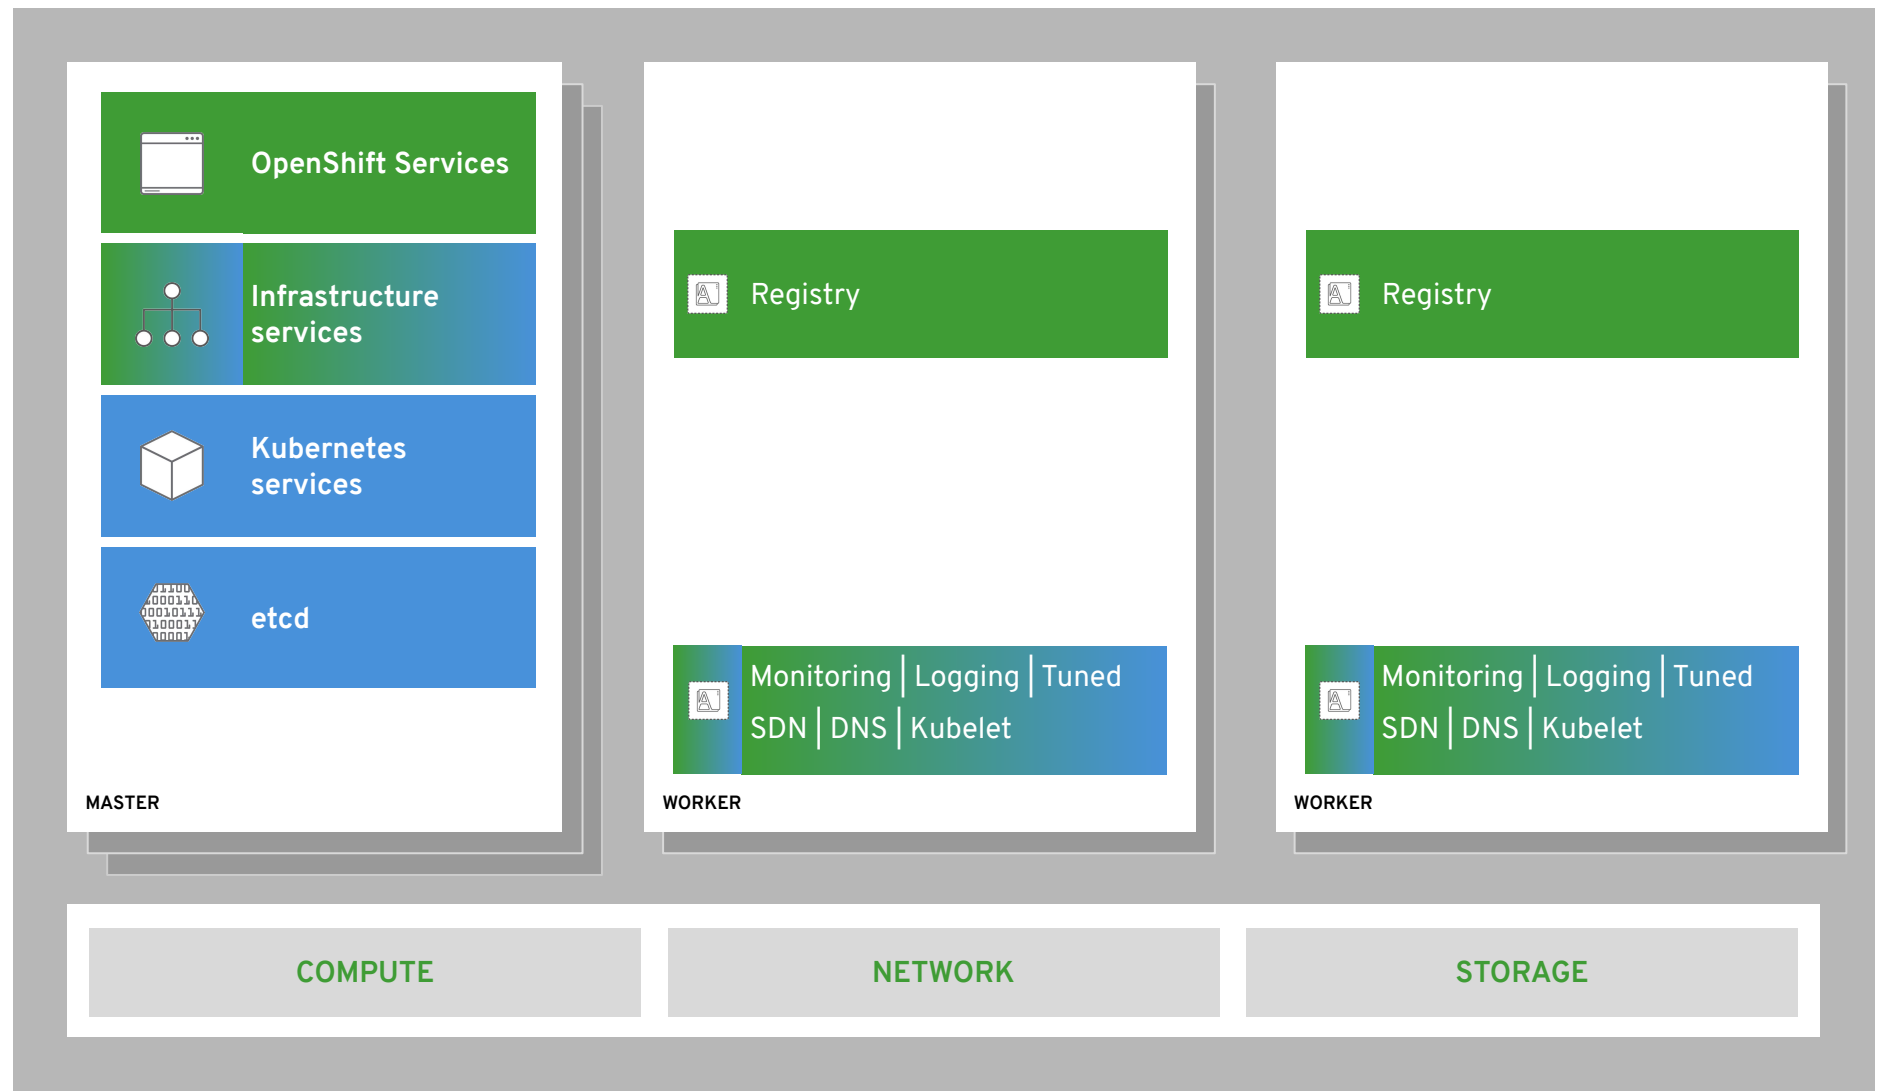 OpenShift Services
Infrastructure
services
Kubernetes
services
etcd
MASTER
Registry
Monitoring | Logging | Tuned
SDN | DNS | Kubelet
WORKER
Registry
Monitoring | Logging | Tuned
SDN | DNS | Kubelet
WORKER
COMPUTE
NETWORK
STORAGE